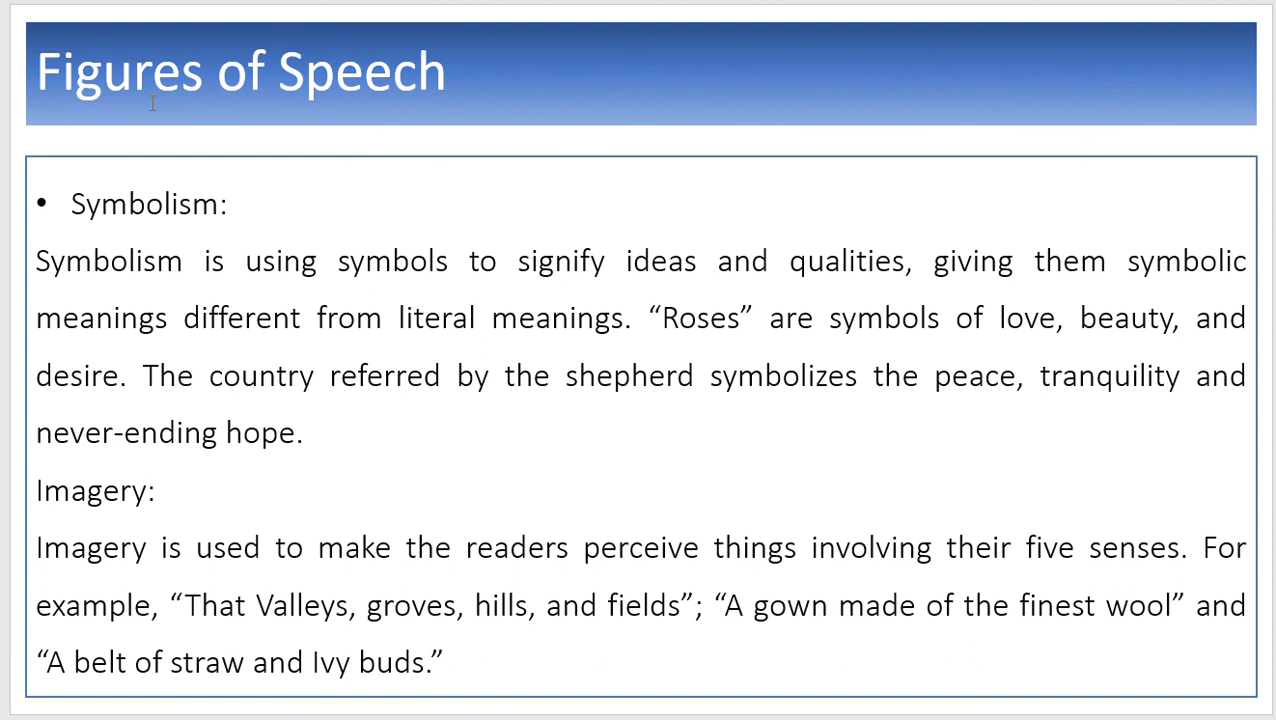 Figures of Speech
• Symbolism:
Symbolism is using symbols to signify ideas and qualities, giving them symbolic
meanings different from literal meanings. “Roses” are symbols of love, beauty, and
desire. The country referred by the shepherd symbolizes the peace, tranquility and
never-ending hope.
Imagery:
Imagery is used to make the readers perceive things involving their five senses. For
example, “That Valleys, groves, hills, and fields”; “A gown made of the finest wool” and
“A belt of straw and Ivy buds.”